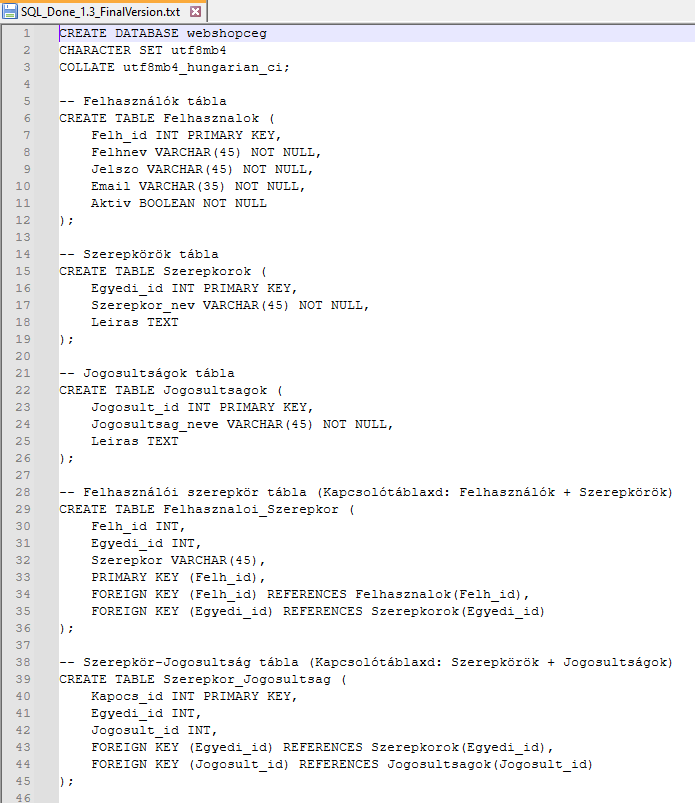 SQL_Done_1.3_FinalVersion.txt
1 CREATE DATABASE webshopceg
2 CHARACTER SET utf8mb4
3 COLLATE utf8mb4_hungarian_ci;
4
5 -- Felhasználók tábla
6 CREATE TABLE Felhasznalok (
7 Felh_id INT PRIMARY KEY,
8 Felhnev VARCHAR(45) NOT NULL,
9 Jelszo VARCHAR(45) NOT NULL,
10 Email VARCHAR(35) NOT NULL,
11 Aktiv BOOLEAN NOT NULL
12 );
13
14 -- Szerepkörök tábla
15 CREATE TABLE Szerepkorok (
16 Egyedi_id INT PRIMARY KEY,
17 Szerepkor_nev VARCHAR(45) NOT NULL,
18 Leiras TEXT
19 );
20
21 -- Jogosultságok tábla
22 CREATE TABLE Jogosultsagok (
23 Jogosult_id INT PRIMARY KEY,
24 Jogosultsag_neve VARCHAR(45) NOT NULL,
25 Leiras TEXT
26 );
27
28 -- Felhasználói szerepkör tábla (Kapcsolótáblaxd: Felhasználók + Szerepkörök)
29 CREATE TABLE Felhasznaloi_Szerepkor (
30 Felh_id INT,
31 Egyedi_id INT,
32 Szerepkor VARCHAR(45),
33 PRIMARY KEY (Felh_id),
34 FOREIGN KEY (Felh_id) REFERENCES Felhasznalok(Felh_id),
35 FOREIGN KEY (Egyedi_id) REFERENCES Szerepkorok(Egyedi_id)
36 );
37
38 -- Szerepkör-Jogosultság tábla (Kapcsolótáblaxd: Szerepkörök + Jogosultságok)
39 CREATE TABLE Szerepkor_Jogosultsag (
40 Kapocs_id INT PRIMARY KEY,
41 Egyedi_id INT,
42 Jogosult_id INT,
43 FOREIGN KEY (Egyedi_id) REFERENCES Szerepkorok(Egyedi_id),
44 FOREIGN KEY (Jogosult_id) REFERENCES Jogosultsagok(Jogosult_id)
45 );
46